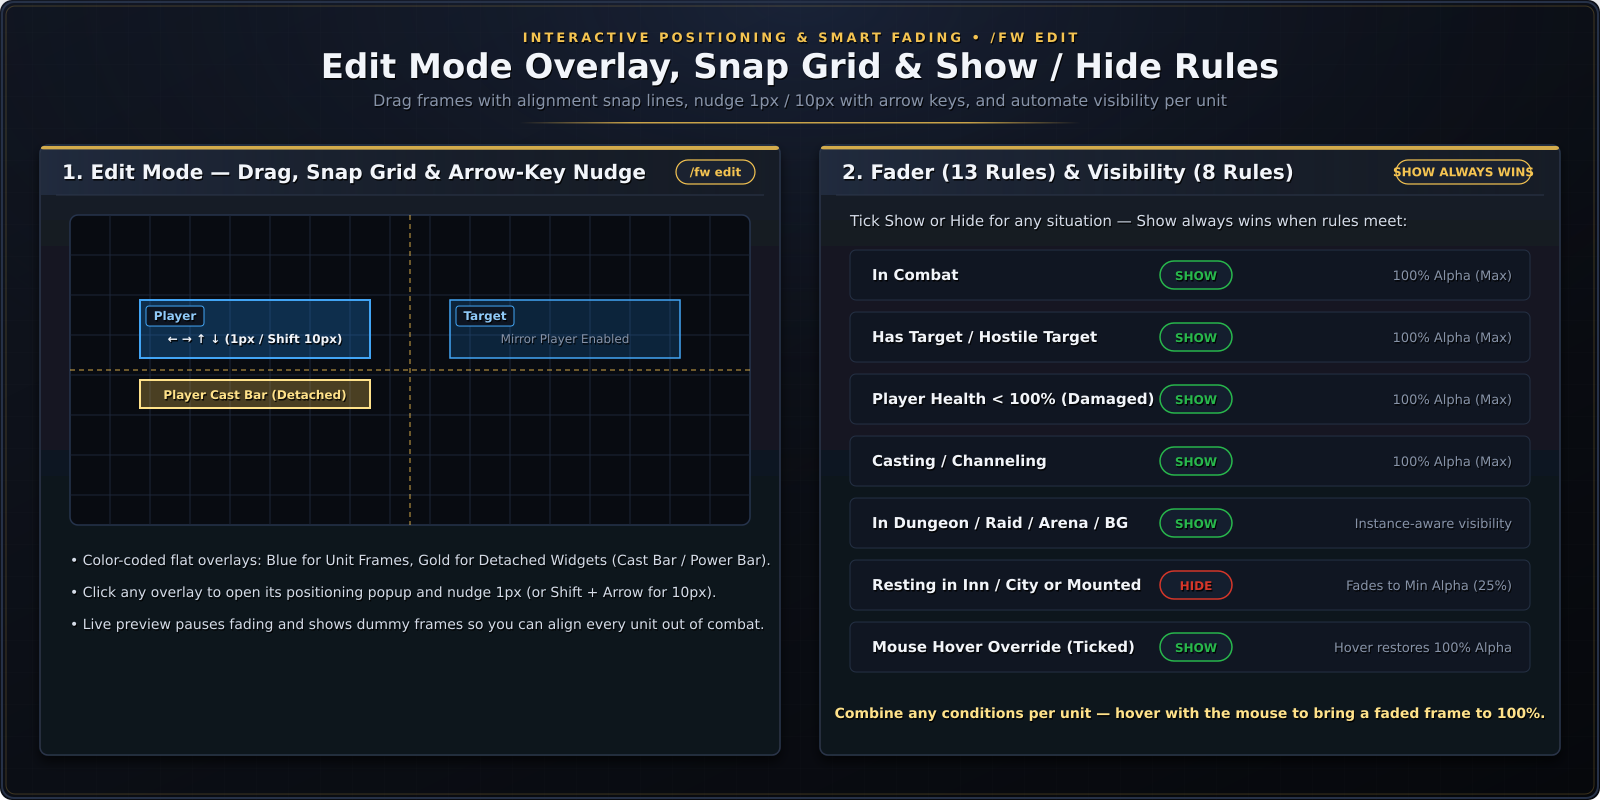 INTERACTIVE POSITIONING & SMART FADING • /FW EDIT
Edit Mode Overlay, Snap Grid & Show / Hide Rules
Drag frames with alignment snap lines, nudge 1px / 10px with arrow keys, and automate visibility per unit
1. Edit Mode — Drag, Snap Grid & Arrow-Key Nudge
/fw edit
Player
← → ↑ ↓ (1px / Shift 10px)
Target
Mirror Player Enabled
Player Cast Bar (Detached)
• Color-coded flat overlays: Blue for Unit Frames, Gold for Detached Widgets (Cast Bar / Power Bar).
• Click any overlay to open its positioning popup and nudge 1px (or Shift + Arrow for 10px).
• Live preview pauses fading and shows dummy frames so you can align every unit out of combat.
2. Fader (13 Rules) & Visibility (8 Rules)
SHOW ALWAYS WINS
Tick Show or Hide for any situation — Show always wins when rules meet:
In Combat SHOW 100% Alpha (Max)
Has Target / Hostile Target SHOW 100% Alpha (Max)
Player Health < 100% (Damaged) SHOW 100% Alpha (Max)
Casting / Channeling SHOW 100% Alpha (Max)
In Dungeon / Raid / Arena / BG SHOW Instance-aware visibility
Resting in Inn / City or Mounted HIDE Fades to Min Alpha (25%)
Mouse Hover Override (Ticked) SHOW Hover restores 100% Alpha
Combine any conditions per unit — hover with the mouse to bring a faded frame to 100%.